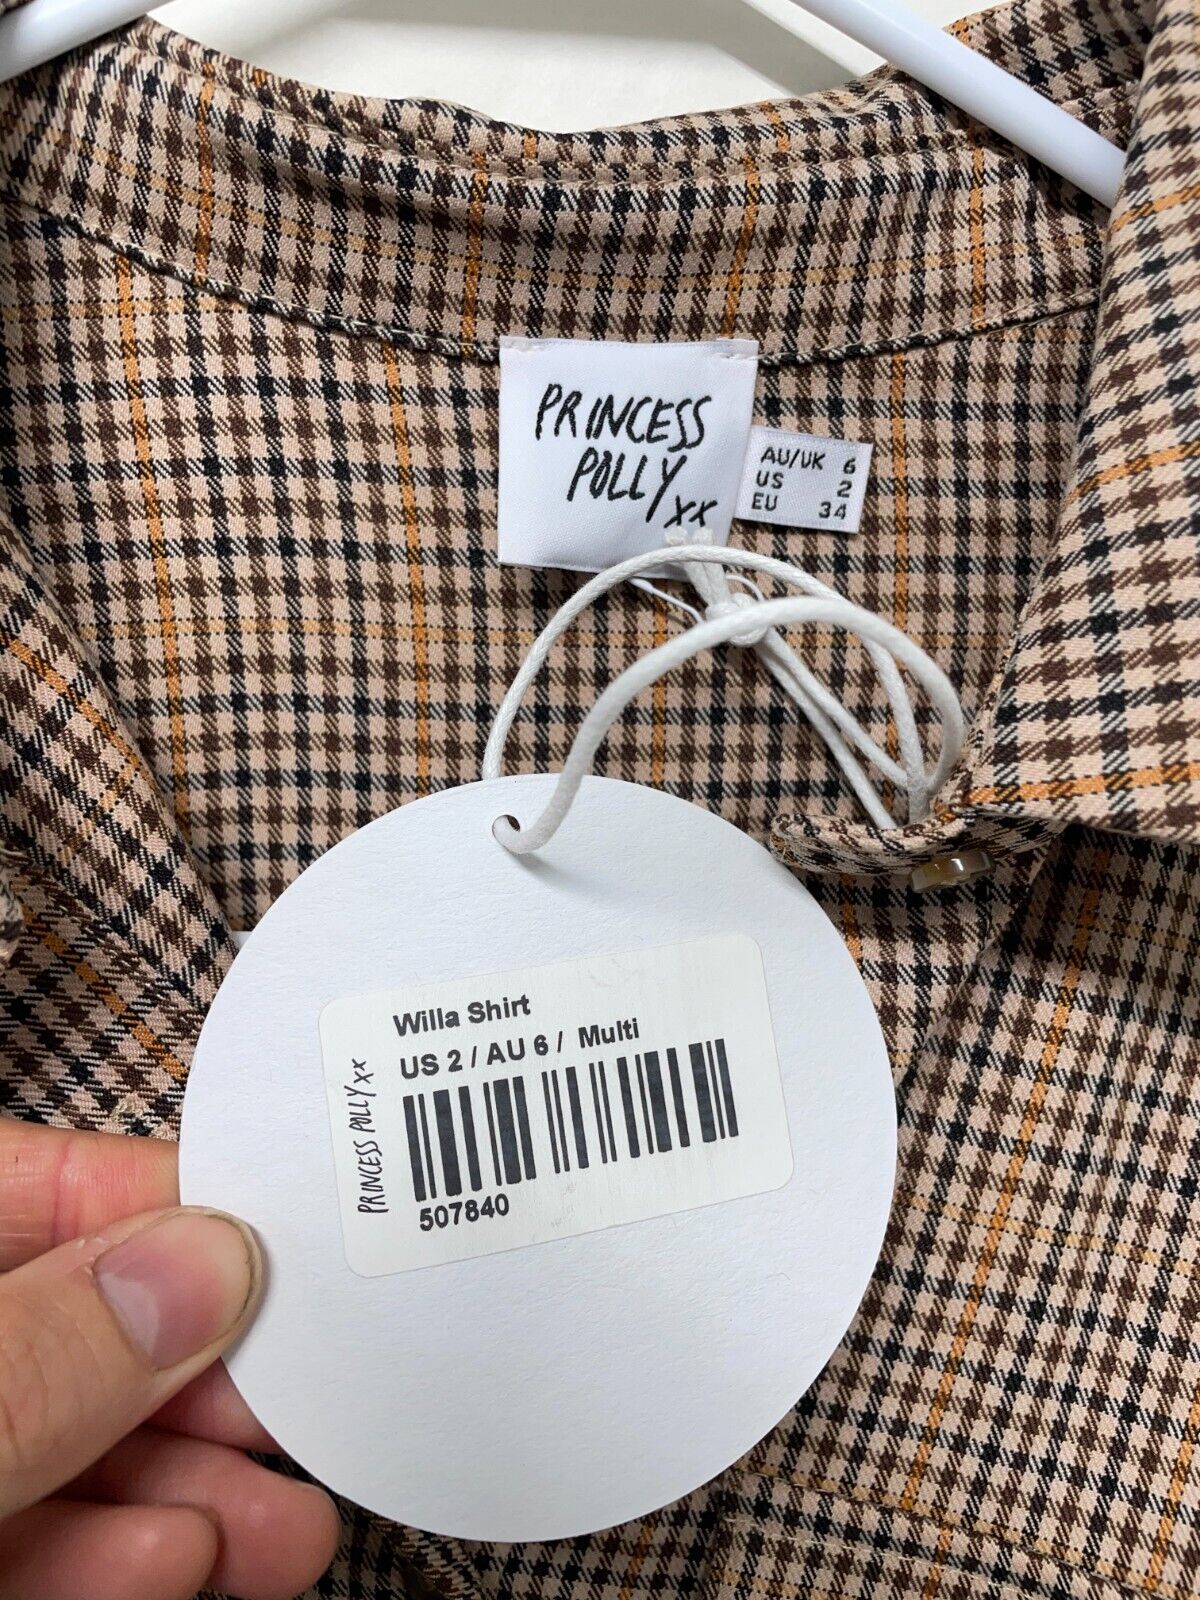 PRINCESS
POLLY xx
AU/UK 6
US 2
EU 34
Willa Shirt
US 2 / AU 6 / Multi
PRINCESS POLLY xx
507840